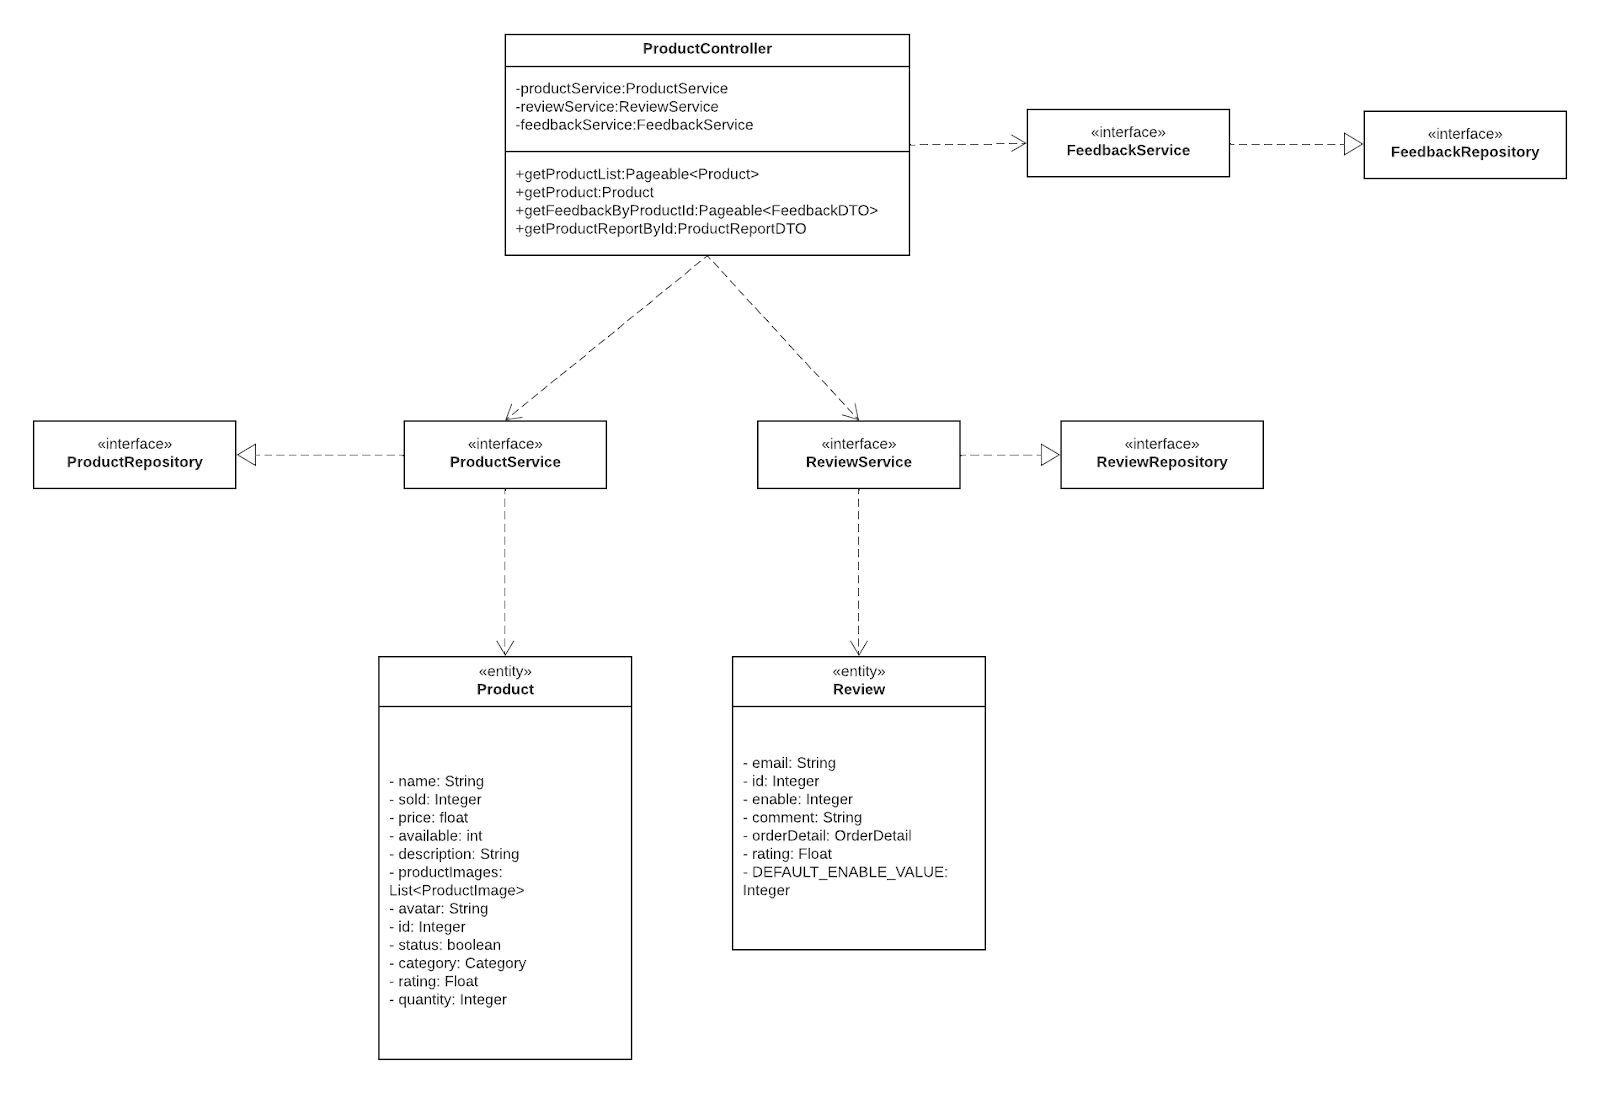 ProductController
-productService:ProductService
-reviewService:ReviewService
-feedbackService:FeedbackService
+getProductList:Pageable<Product>
+getProduct:Product
+getFeedbackByProductId:Pageable<FeedbackDTO>
+getProductReportById:ProductReportDTO
«interface»
FeedbackService
«interface»
FeedbackRepository
«interface»
ProductRepository
«interface»
ProductService
«interface»
ReviewService
«interface»
ReviewRepository
«entity»
Product
- name: String
- sold: Integer
- price: float
- available: int
- description: String
- productImages:
List<ProductImage>
- avatar: String
- id: Integer
- status: boolean
- category: Category
- rating: Float
- quantity: Integer
«entity»
Review
- email: String
- id: Integer
- enable: Integer
- comment: String
- orderDetail: OrderDetail
- rating: Float
- DEFAULT_ENABLE_VALUE:
Integer